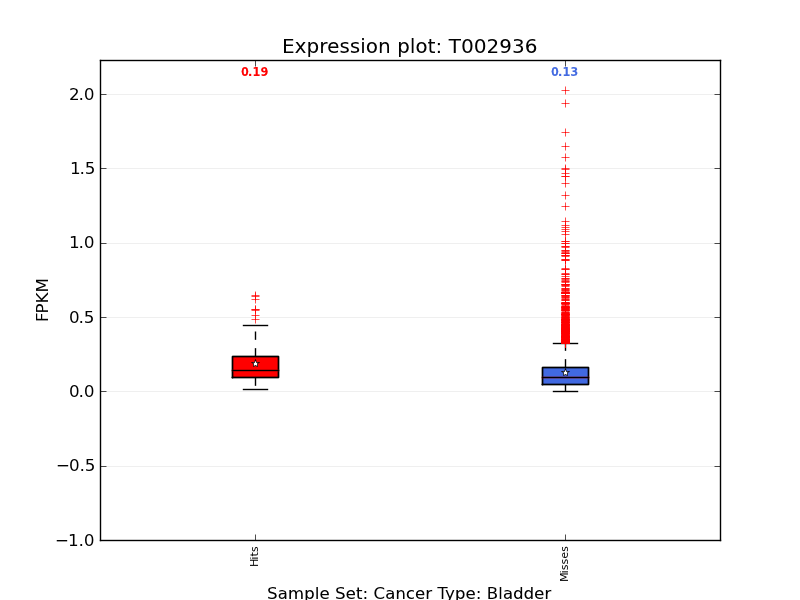 Expression plot: T002936
0.19
0.13
2.0
1.5
1.0
0.5
0.0
−0.5
−1.0
FPKM
Hits
Misses
Sample Set: Cancer Type: Bladder